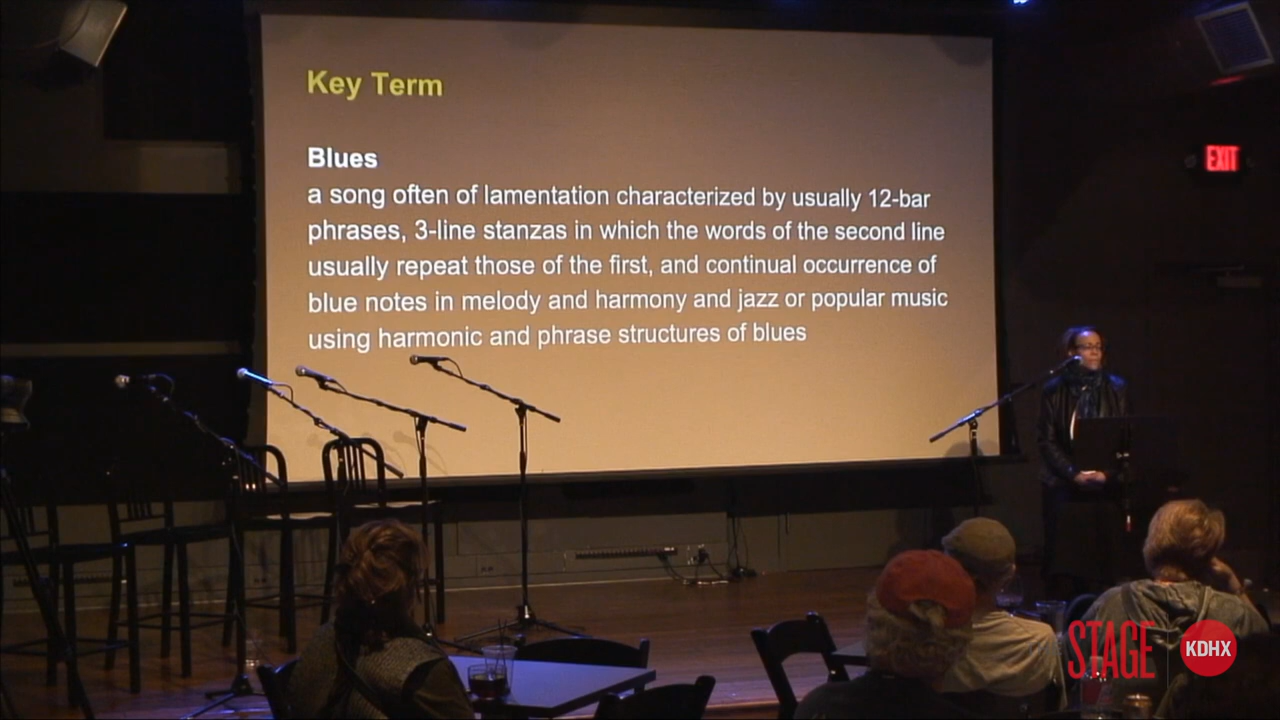 Key Term
Blues
a song often of lamentation characterized by usually 12-bar
phrases, 3-line stanzas in which the words of the second line
usually repeat those of the first, and continual occurrence of
blue notes in melody and harmony and jazz or popular music
using harmonic and phrase structures of blues
EXIT
STAGE
KDHX